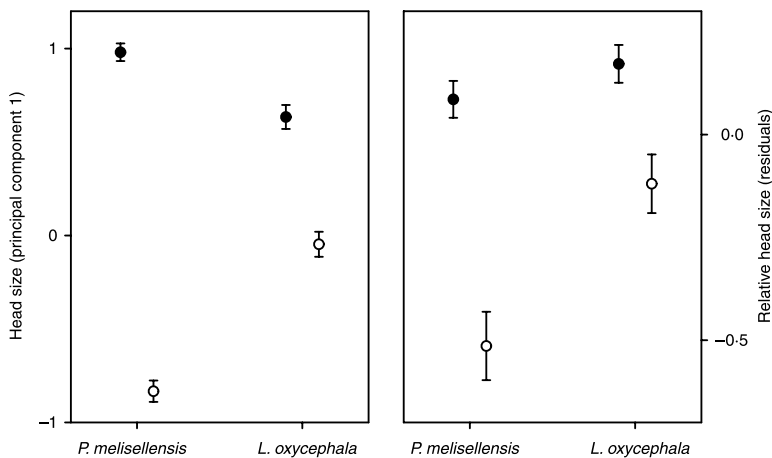 Head size (principal component 1)
1
0
−1
P. melisellensis
L. oxycephala
P. melisellensis
L. oxycephala
0·0
−0·5
Relative head size (residuals)